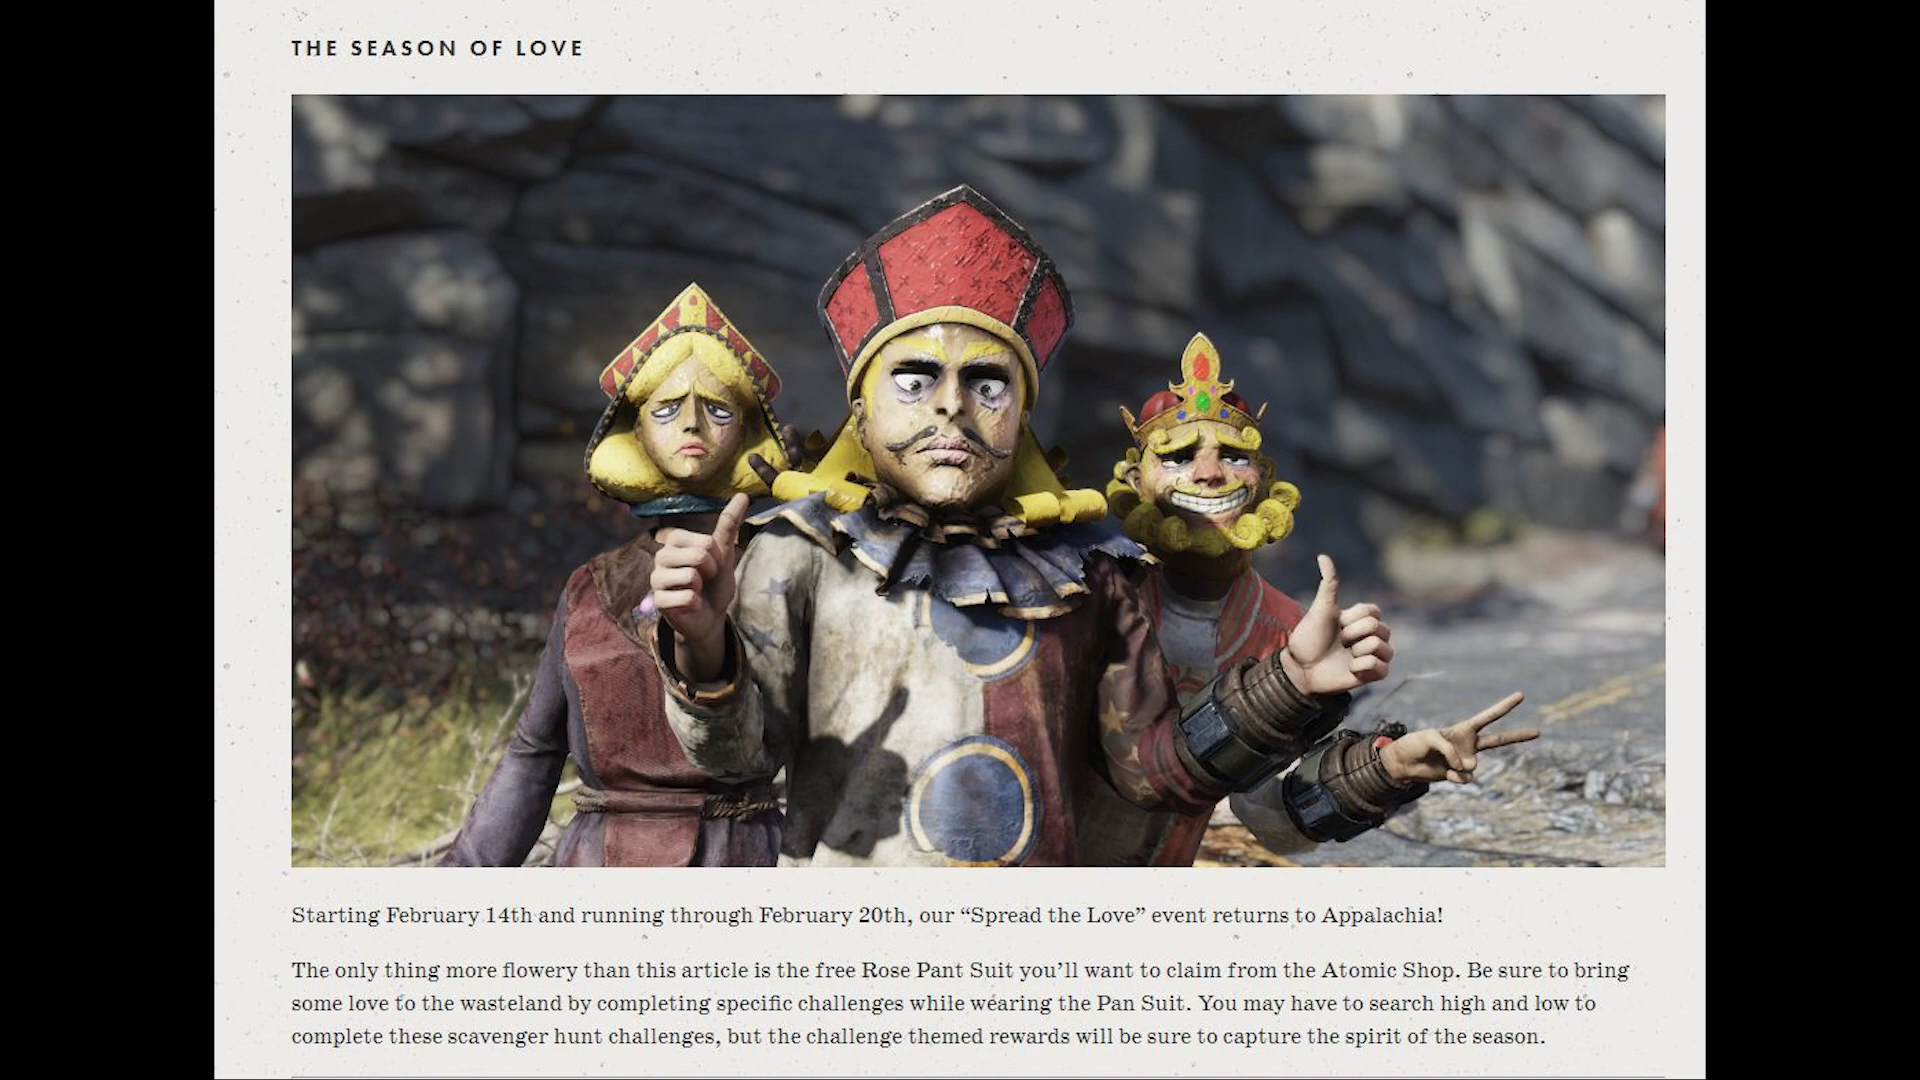 THE SEASON OF LOVE
Starting February 14th and running through February 20th, our “Spread the Love” event returns to Appalachia!
The only thing more flowery than this article is the free Rose Pant Suit you’ll want to claim from the Atomic Shop. Be sure to bring
some love to the wasteland by completing specific challenges while wearing the Pan Suit. You may have to search high and low to
complete these scavenger hunt challenges, but the challenge themed rewards will be sure to capture the spirit of the season.